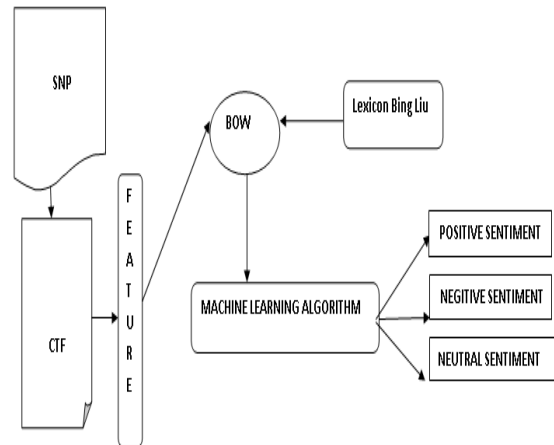 SNP
Lexicon Bing Liu
BOW
F
E
A
T
U
R
E
CTF
MACHINE LEARNING ALGORITHM
POSITIVE SENTIMENT
NEGITIVE SENTIMENT
NEUTRAL SENTIMENT